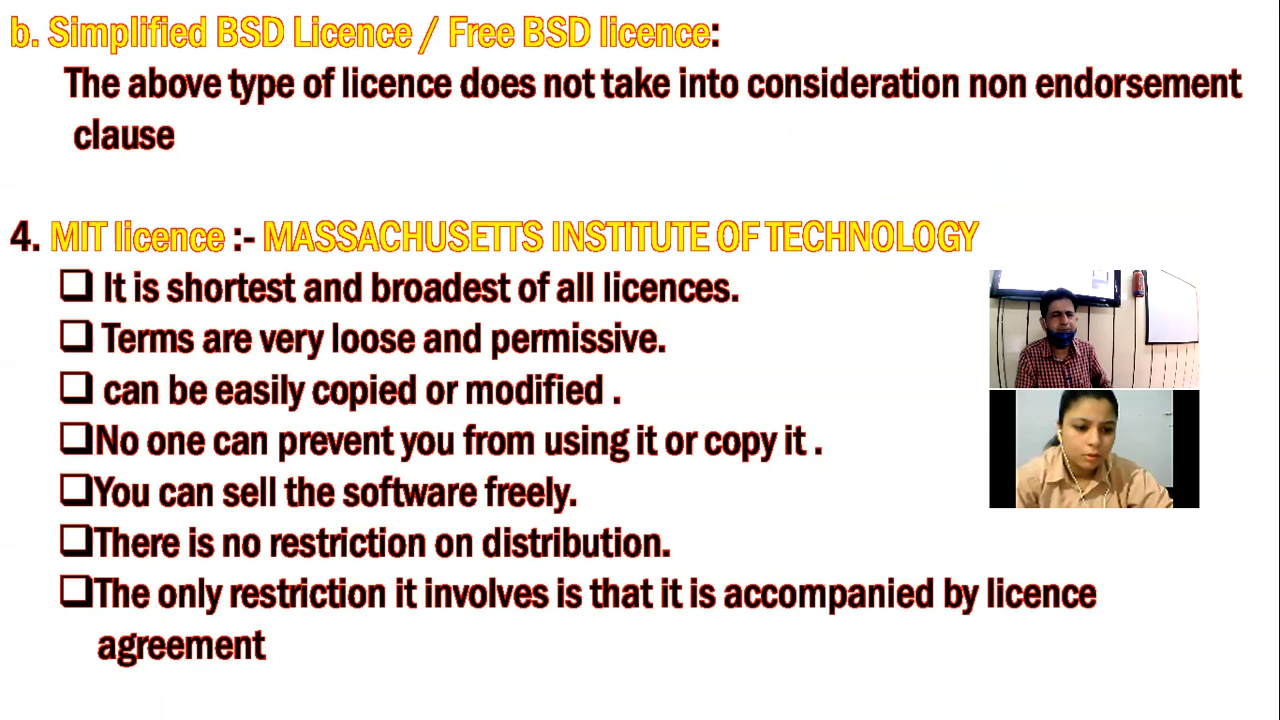 b. Simplified BSD Licence / Free BSD licence:
The above type of licence does not take into consideration non endorsement
clause
4. MIT licence :- MASSACHUSETTS INSTITUTE OF TECHNOLOGY
❑ It is shortest and broadest of all licences.
❑ Terms are very loose and permissive.
❑ can be easily copied or modified .
❑No one can prevent you from using it or copy it .
❑You can sell the software freely.
❑There is no restriction on distribution.
❑The only restriction it involves is that it is accompanied by licence
agreement